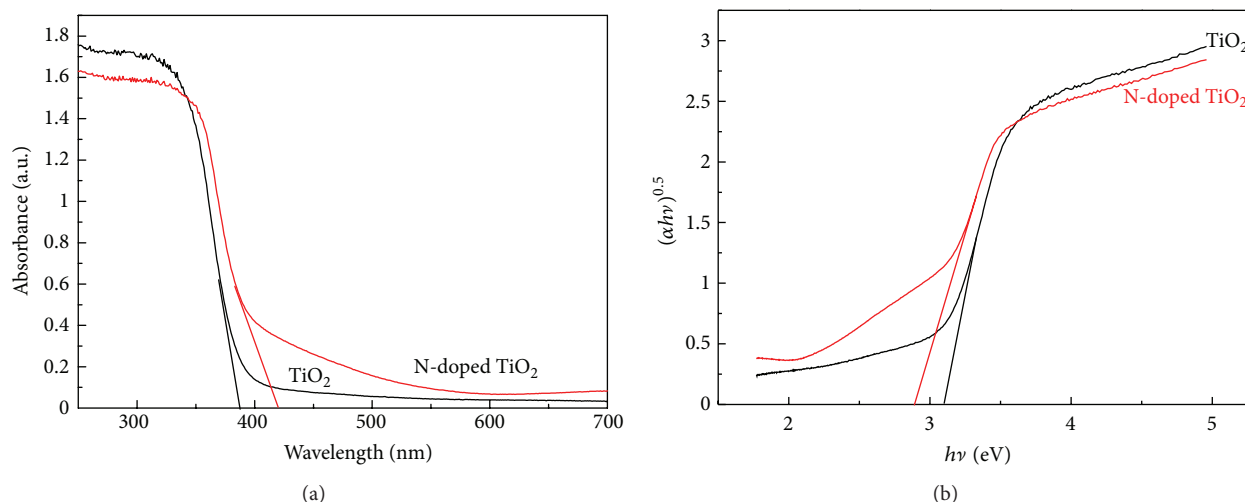 1.8
1.6
1.4
1.2
1
0.8
0.6
0.4
0.2
0
Absorbance (a.u.)
TiO₂
N-doped TiO₂
300 400 500 600 700
Wavelength (nm)
(a)
3
2.5
2
1.5
1
0.5
0
(αhν)^0.5
TiO₂
N-doped TiO₂
2 3 4 5
hν (eV)
(b)